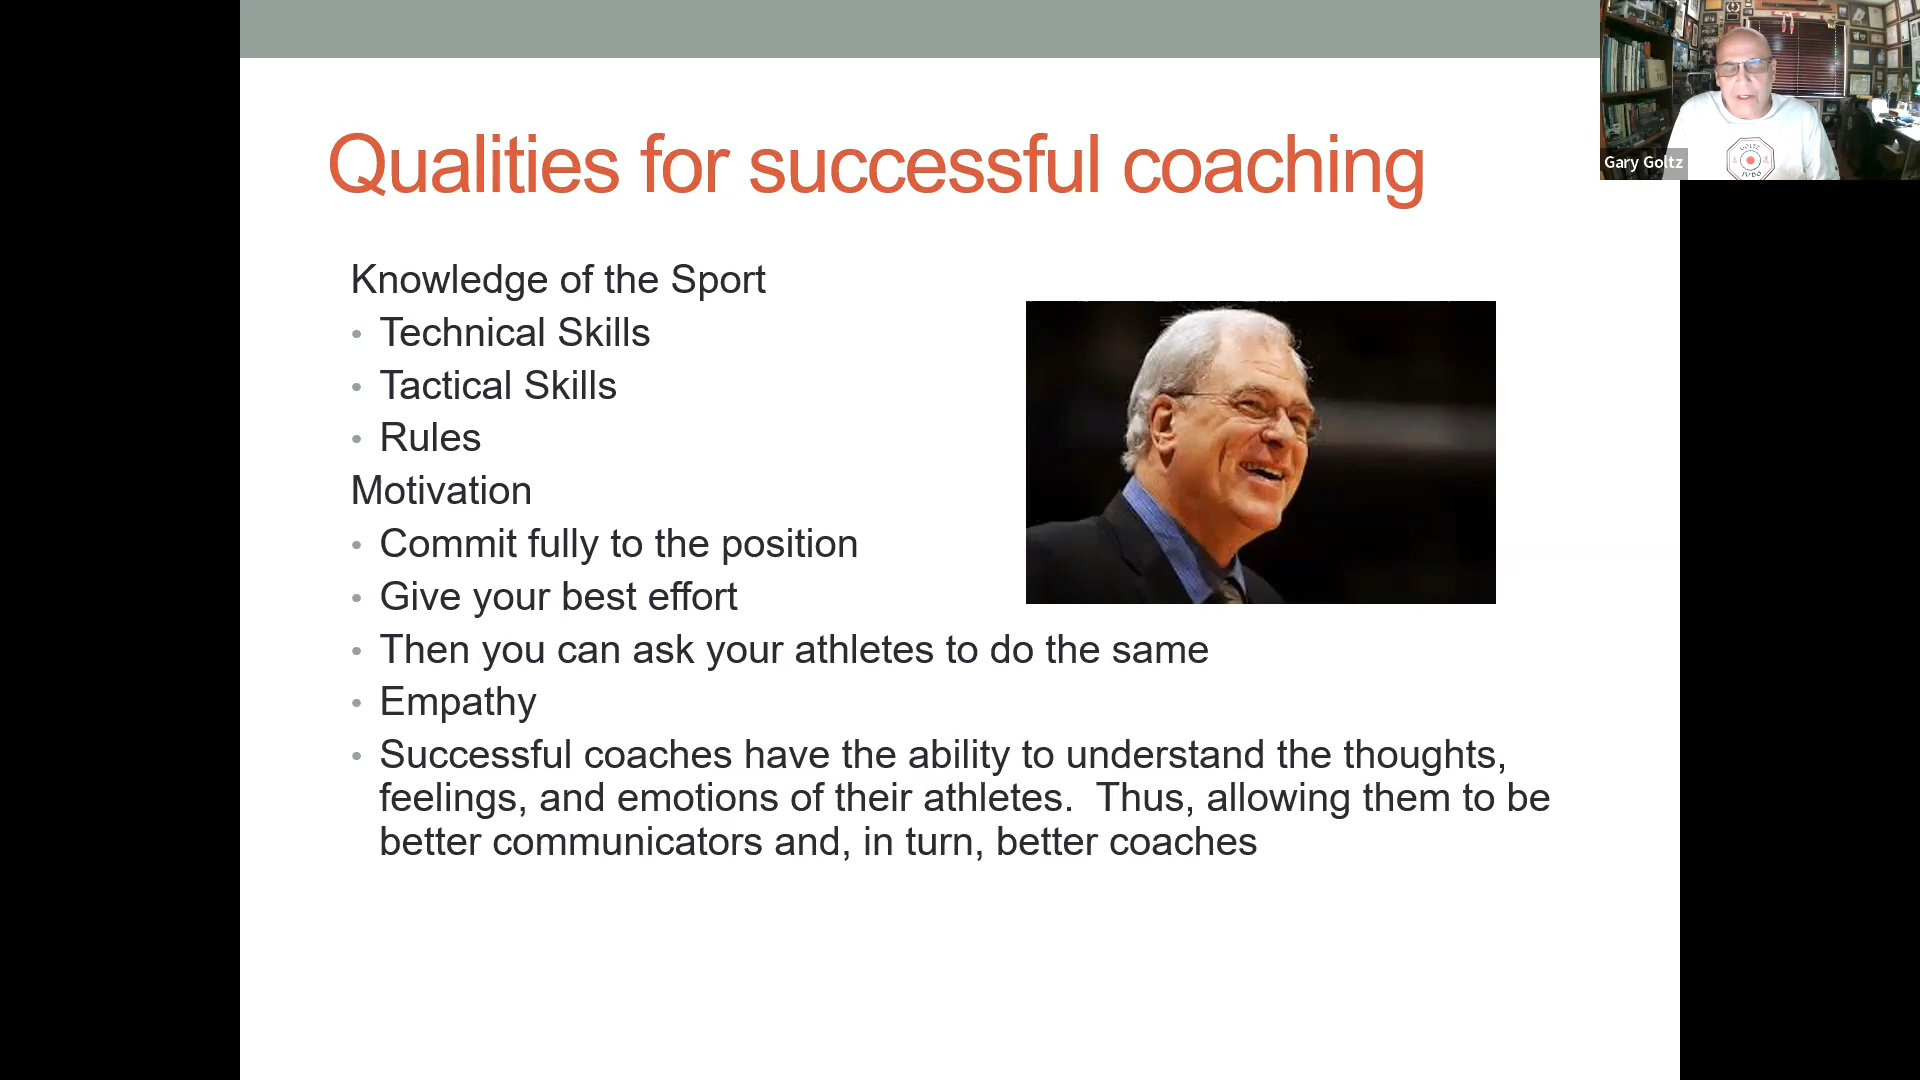 Qualities for successful coaching
Knowledge of the Sport
• Technical Skills
• Tactical Skills
• Rules
Motivation
• Commit fully to the position
• Give your best effort
• Then you can ask your athletes to do the same
• Empathy
• Successful coaches have the ability to understand the thoughts,
feelings, and emotions of their athletes.  Thus, allowing them to be
better communicators and, in turn, better coaches
Gary Goltz
GOLTZ
JUDO